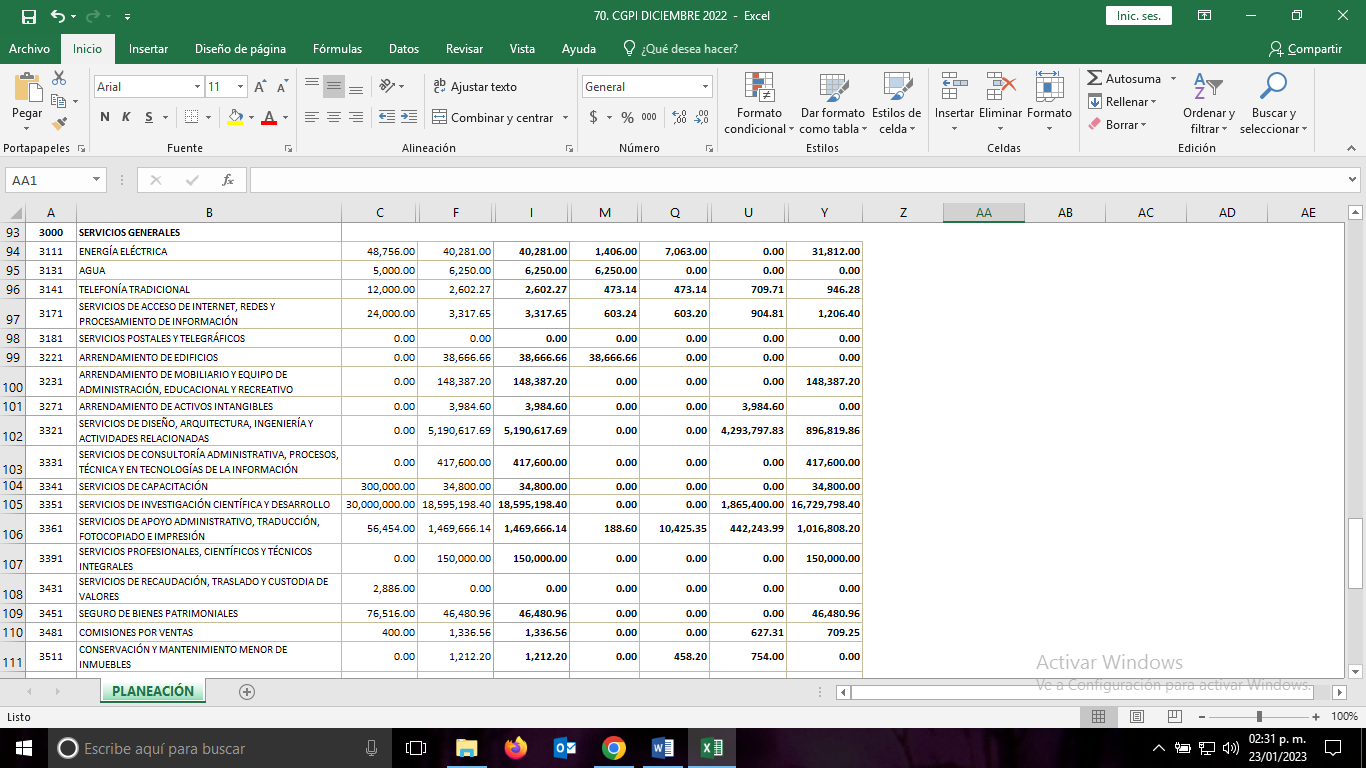 70. CGPI DICIEMBRE 2022 - Excel
Inic. ses.
Archivo Inicio Insertar Diseño de página Fórmulas Datos Revisar Vista Ayuda ¿Qué desea hacer? Compartir
Pegar
Portapapeles
Arial 11
N K S
Fuente
Ajustar texto
Combinar y centrar
Alineación
General
$ % 000
Número
Formato condicional
Dar formato como tabla
Estilos de celda
Estilos
Insertar Eliminar Formato
Celdas
Autosuma
Rellenar
Borrar
Ordenar y filtrar
Buscar y seleccionar
Edición
AA1 fx
A B C F I M Q U Y Z AA AB AC AD AE
93 3000 SERVICIOS GENERALES
94 3111 ENERGÍA ELÉCTRICA 48,756.00 40,281.00 40,281.00 1,406.00 7,063.00 0.00 31,812.00
95 3131 AGUA 5,000.00 6,250.00 6,250.00 6,250.00 0.00 0.00 0.00
96 3141 TELEFONÍA TRADICIONAL 12,000.00 2,602.27 2,602.27 473.14 473.14 709.71 946.28
97 3171 SERVICIOS DE ACCESO DE INTERNET, REDES Y
PROCESAMIENTO DE INFORMACIÓN 24,000.00 3,317.65 3,317.65 603.24 603.20 904.81 1,206.40
98 3181 SERVICIOS POSTALES Y TELEGRÁFICOS 0.00 0.00 0.00 0.00 0.00 0.00 0.00
99 3221 ARRENDAMIENTO DE EDIFICIOS 0.00 38,666.66 38,666.66 38,666.66 0.00 0.00 0.00
100 3231 ARRENDAMIENTO DE MOBILIARIO Y EQUIPO DE
ADMINISTRACIÓN, EDUCACIONAL Y RECREATIVO 0.00 148,387.20 148,387.20 0.00 0.00 0.00 148,387.20
101 3271 ARRENDAMIENTO DE ACTIVOS INTANGIBLES 0.00 3,984.60 3,984.60 0.00 0.00 3,984.60 0.00
102 3321 SERVICIOS DE DISEÑO, ARQUITECTURA, INGENIERÍA Y
ACTIVIDADES RELACIONADAS 0.00 5,190,617.69 5,190,617.69 0.00 0.00 4,293,797.83 896,819.86
103 3331 SERVICIOS DE CONSULTORÍA ADMINISTRATIVA, PROCESOS,
TÉCNICA Y EN TECNOLOGÍAS DE LA INFORMACIÓN 0.00 417,600.00 417,600.00 0.00 0.00 0.00 417,600.00
104 3341 SERVICIOS DE CAPACITACIÓN 300,000.00 34,800.00 34,800.00 0.00 0.00 0.00 34,800.00
105 3351 SERVICIOS DE INVESTIGACIÓN CIENTÍFICA Y DESARROLLO 30,000,000.00 18,595,198.40 18,595,198.40 0.00 0.00 1,865,400.00 16,729,798.40
106 3361 SERVICIOS DE APOYO ADMINISTRATIVO, TRADUCCIÓN,
FOTOCOPIADO E IMPRESIÓN 56,454.00 1,469,666.14 1,469,666.14 188.60 10,425.35 442,243.99 1,016,808.20
107 3391 SERVICIOS PROFESIONALES, CIENTÍFICOS Y TÉCNICOS
INTEGRALES 0.00 150,000.00 150,000.00 0.00 0.00 0.00 150,000.00
108 3431 SERVICIOS DE RECAUDACIÓN, TRASLADO Y CUSTODIA DE
VALORES 2,886.00 0.00 0.00 0.00 0.00 0.00 0.00
109 3451 SEGURO DE BIENES PATRIMONIALES 76,516.00 46,480.96 46,480.96 0.00 0.00 0.00 46,480.96
110 3481 COMISIONES POR VENTAS 400.00 1,336.56 1,336.56 0.00 0.00 627.31 709.25
111 3511 CONSERVACIÓN Y MANTENIMIENTO MENOR DE
INMUEBLES 0.00 1,212.20 1,212.20 0.00 458.20 754.00 0.00
Activar Windows
Ve a Configuración para activar Windows.
PLANEACIÓN
Listo
100%
Escribe aquí para buscar
02:31 p. m.
23/01/2023